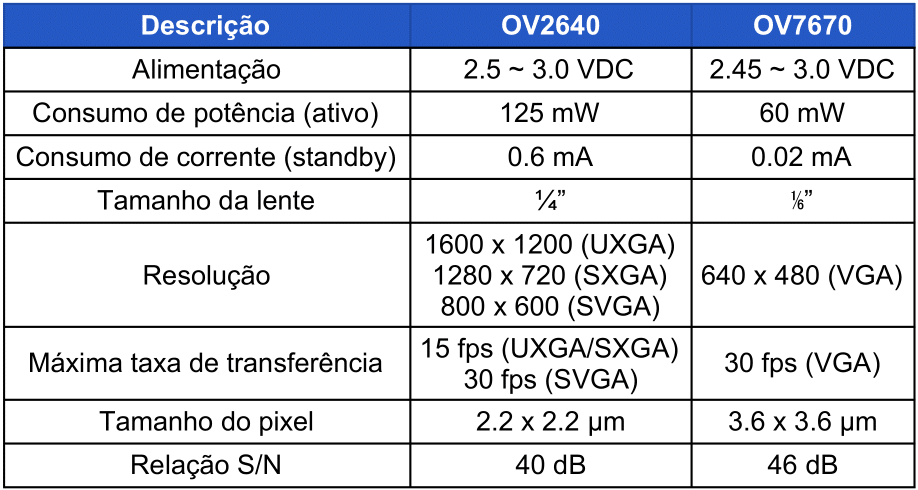 Descrição OV2640 OV7670
Alimentação 2.5 ~ 3.0 VDC 2.45 ~ 3.0 VDC
Consumo de potência (ativo) 125 mW 60 mW
Consumo de corrente (standby) 0.6 mA 0.02 mA
Tamanho da lente ¼” ⅙”
Resolução
1600 x 1200 (UXGA)
1280 x 720 (SXGA)
800 x 600 (SVGA)
640 x 480 (VGA)
Máxima taxa de transferência
15 fps (UXGA/SXGA)
30 fps (SVGA)
30 fps (VGA)
Tamanho do pixel 2.2 x 2.2 μm 3.6 x 3.6 μm
Relação S/N 40 dB 46 dB